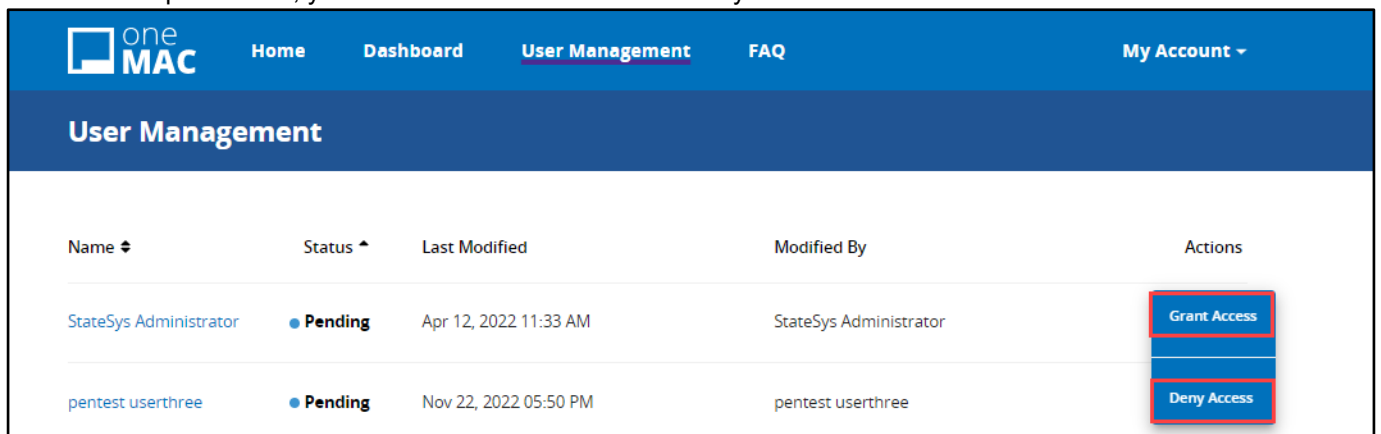 one
MAC Home Dashboard User Management FAQ My Account
User Management
Name Status Last Modified Modified By Actions
StateSys Administrator Pending Apr 12, 2022 11:33 AM StateSys Administrator Grant Access
pentest userthree Pending Nov 22, 2022 05:50 PM pentest userthree Deny Access